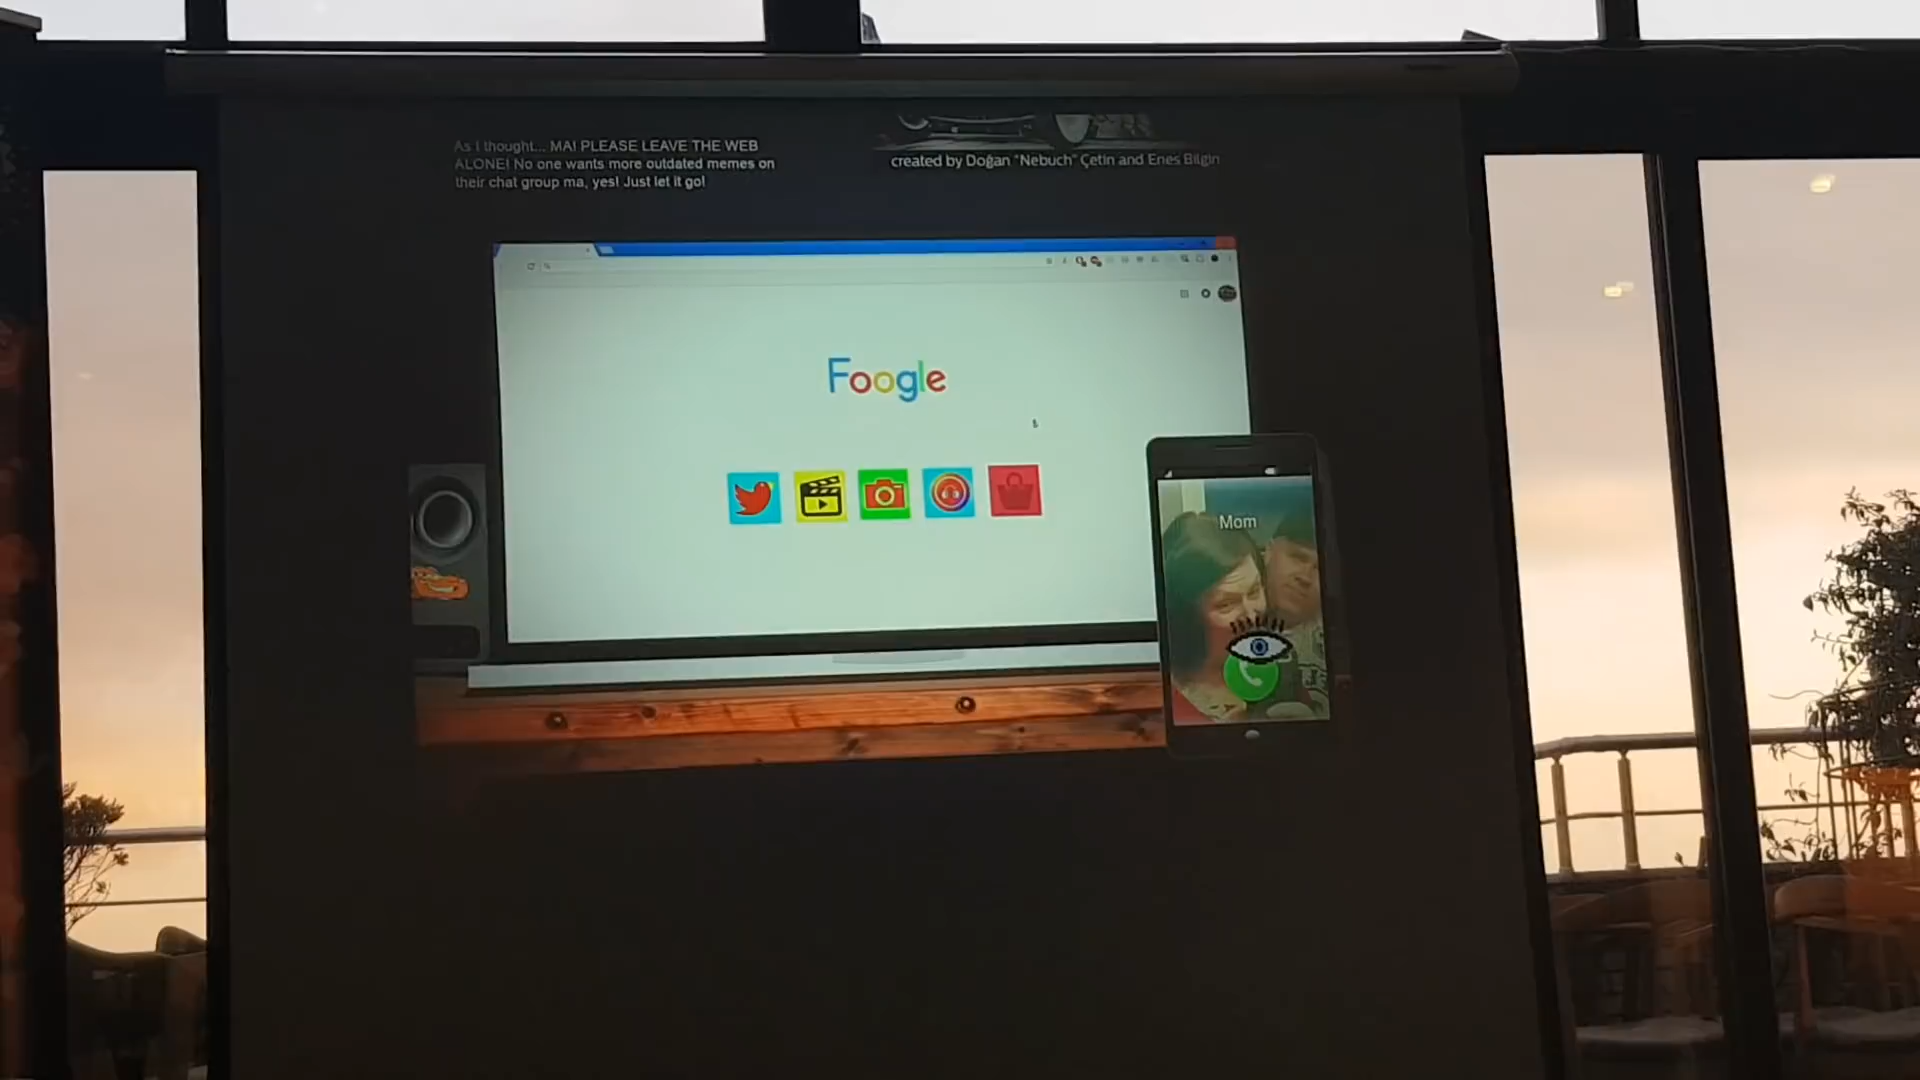 As I thought... MA! PLEASE LEAVE THE WEB
ALONE! No one wants more outdated memes on
their chat group ma, yes! Just let it go!
created by Doğan "Nebuch" Çetin and Enes Bilgin
Foogle
Mom